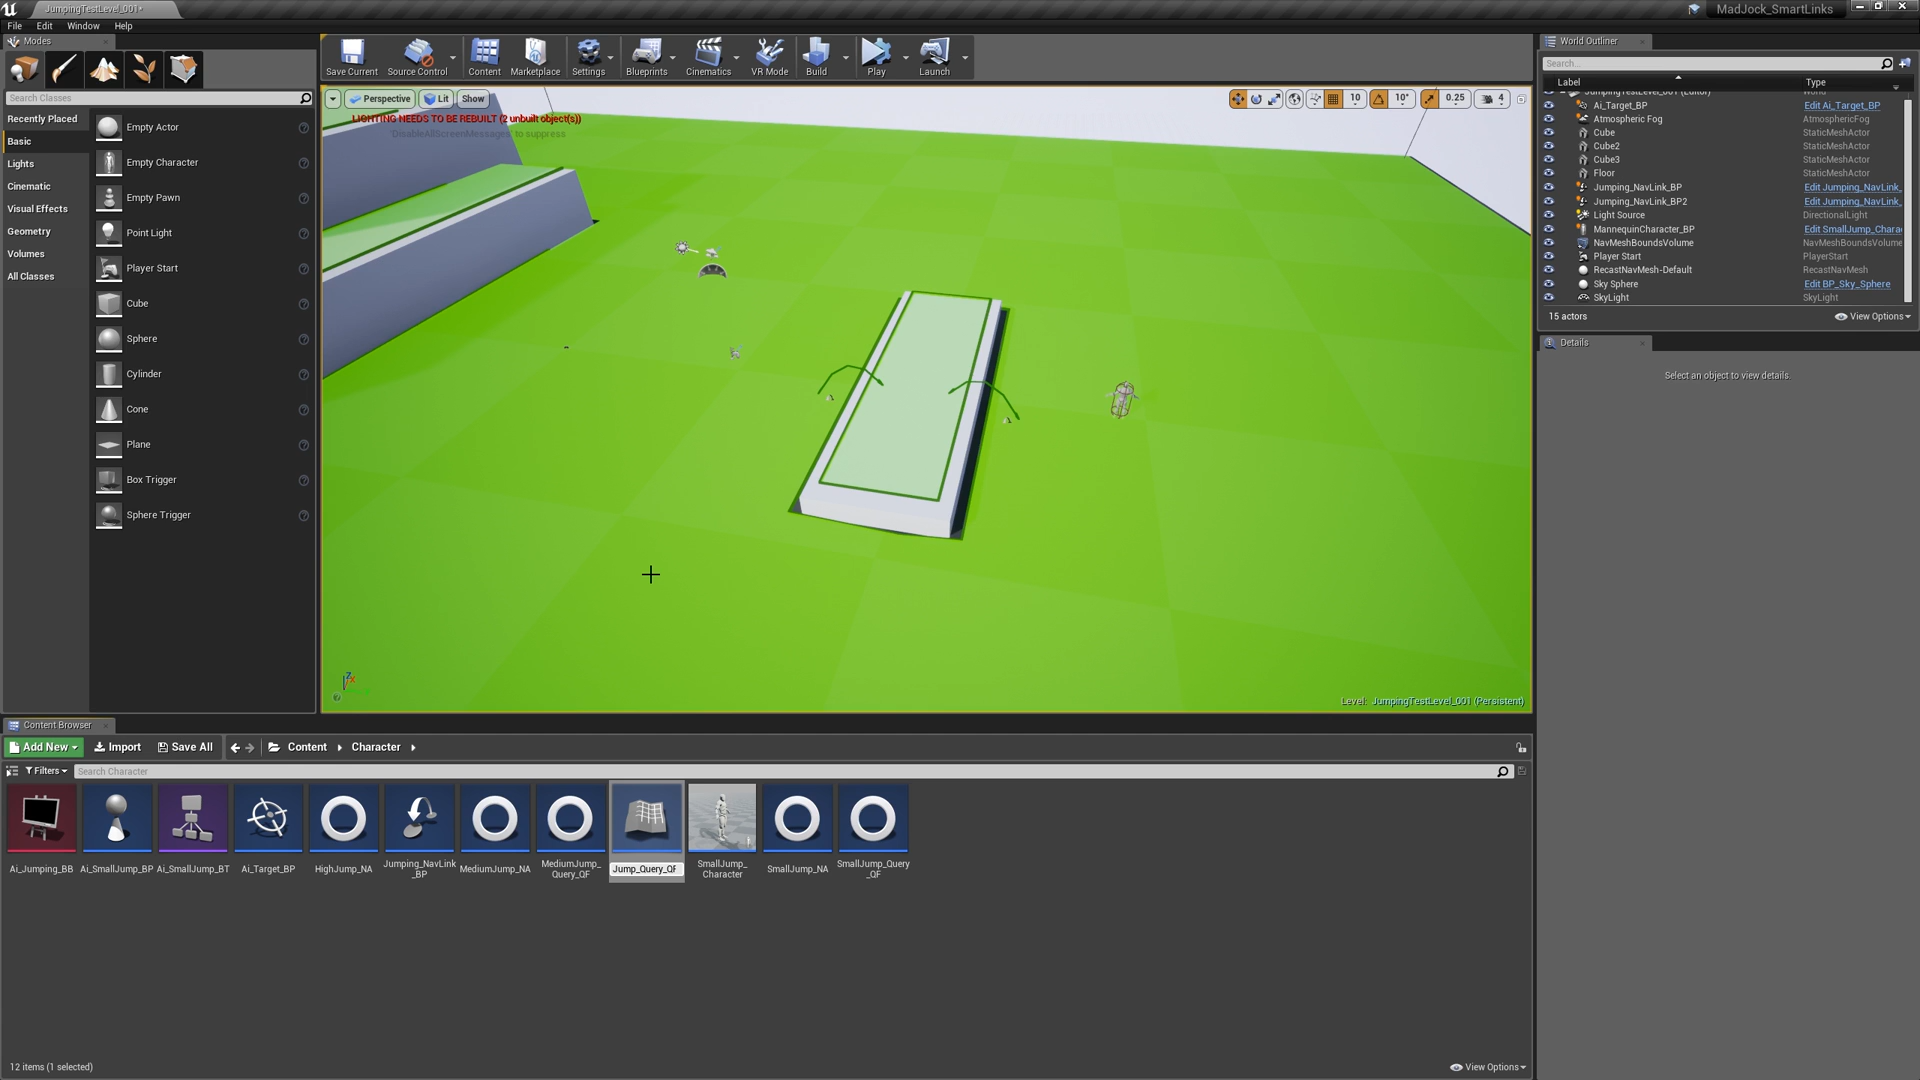 JumpingTestLevel_001*
MadJock_SmartLinks
File Edit Window Help
Modes
Search Classes
Recently Placed
Basic
Lights
Cinematic
Visual Effects
Geometry
Volumes
All Classes
Empty Actor
Empty Character
Empty Pawn
Point Light
Player Start
Cube
Sphere
Cylinder
Cone
Plane
Box Trigger
Sphere Trigger
Save Current
Source Control
Content
Marketplace
Settings
Blueprints
Cinematics
VR Mode
Build
Play
Launch
Perspective Lit Show
10 10° 0.25 4
LIGHTING NEEDS TO BE REBUILT (2 unbuilt object(s))
'DisableAllScreenMessages' to suppress
Level: JumpingTestLevel_001 (Persistent)
World Outliner
Search...
Label Type
JumpingTestLevel_001 (Editor) World
Ai_Target_BP Edit Ai_Target_BP
Atmospheric Fog AtmosphericFog
Cube StaticMeshActor
Cube2 StaticMeshActor
Cube3 StaticMeshActor
Floor StaticMeshActor
Jumping_NavLink_BP Edit Jumping_NavLink_
Jumping_NavLink_BP2 Edit Jumping_NavLink_
Light Source DirectionalLight
MannequinCharacter_BP Edit SmallJump_Chara
NavMeshBoundsVolume NavMeshBoundsVolume
Player Start PlayerStart
RecastNavMesh-Default RecastNavMesh
Sky Sphere Edit BP_Sky_Sphere
SkyLight SkyLight
15 actors
View Options
Details
Select an object to view details.
Content Browser
Add New Import Save All Content Character
Filters Search Character
Ai_Jumping_BB
Ai_SmallJump_BP
Ai_SmallJump_BT
Ai_Target_BP
HighJump_NA
Jumping_NavLink
_BP
MediumJump_NA
MediumJump_
Query_QF
Jump_Query_QF
SmallJump_
Character
SmallJump_NA
SmallJump_Query
_QF
12 items (1 selected)
View Options